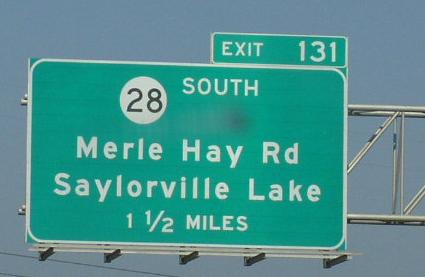 EXIT 131
28 SOUTH
Merle Hay Rd
Saylorville Lake
1 1/2 MILES